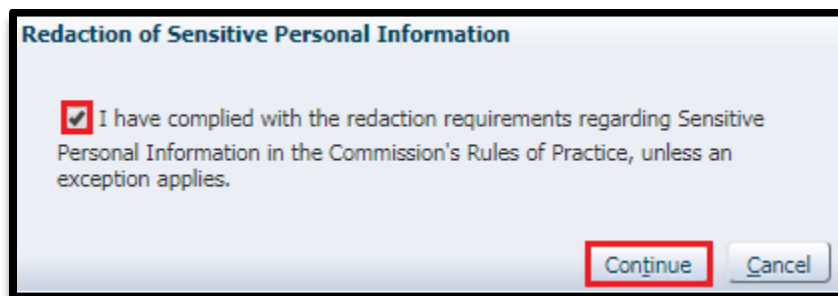 Redaction of Sensitive Personal Information
I have complied with the redaction requirements regarding Sensitive
Personal Information in the Commission's Rules of Practice, unless an
exception applies.
Continue Cancel